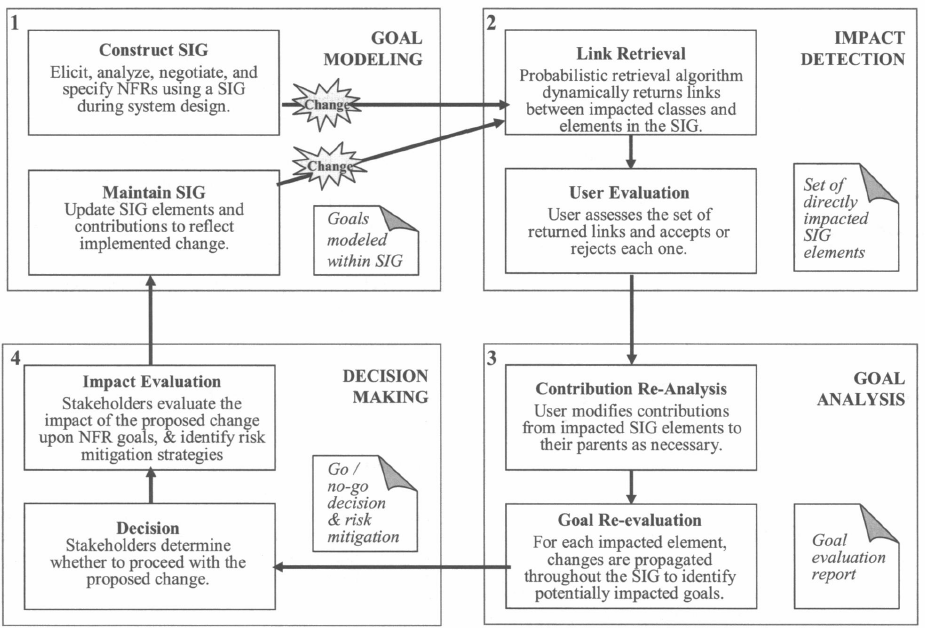 1
GOAL
MODELING
Construct SIG
Elicit, analyze, negotiate, and
specify NFRs using a SIG
during system design.
Change
Change
Maintain SIG
Update SIG elements and
contributions to reflect
implemented change.
Goals
modeled
within SIG
2
IMPACT
DETECTION
Link Retrieval
Probabilistic retrieval algorithm
dynamically returns links
between impacted classes and
elements in the SIG.
User Evaluation
User assesses the set of
returned links and accepts or
rejects each one.
Set of
directly
impacted
SIG
elements
4
DECISION
MAKING
Impact Evaluation
Stakeholders evaluate the
impact of the proposed change
upon NFR goals, & identify risk
mitigation strategies
Go /
no-go
decision
& risk
mitigation
Decision
Stakeholders determine
whether to proceed with the
proposed change.
3
GOAL
ANALYSIS
Contribution Re-Analysis
User modifies contributions
from impacted SIG elements to
their parents as necessary.
Goal Re-evaluation
For each impacted element,
changes are propagated
throughout the SIG to identify
potentially impacted goals.
Goal
evaluation
report